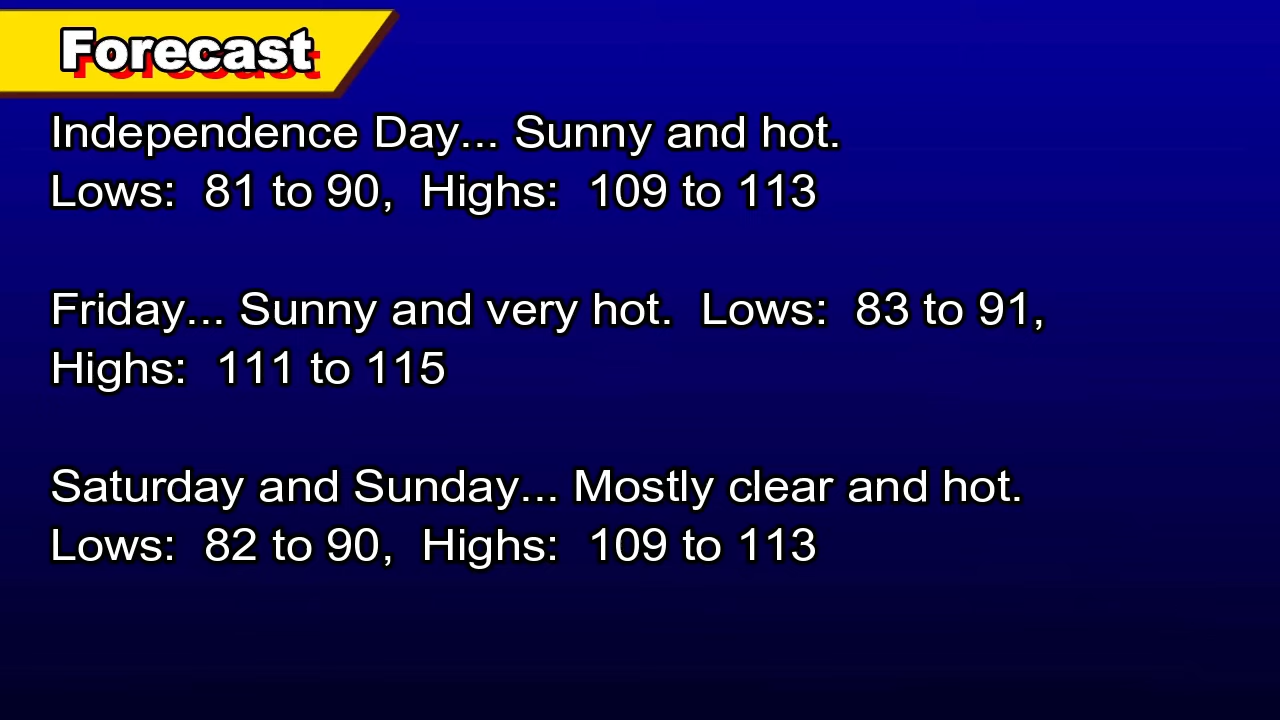 Forecast
Independence Day... Sunny and hot.
Lows:  81 to 90,  Highs:  109 to 113
Friday... Sunny and very hot.  Lows:  83 to 91,
Highs:  111 to 115
Saturday and Sunday... Mostly clear and hot.
Lows:  82 to 90,  Highs:  109 to 113